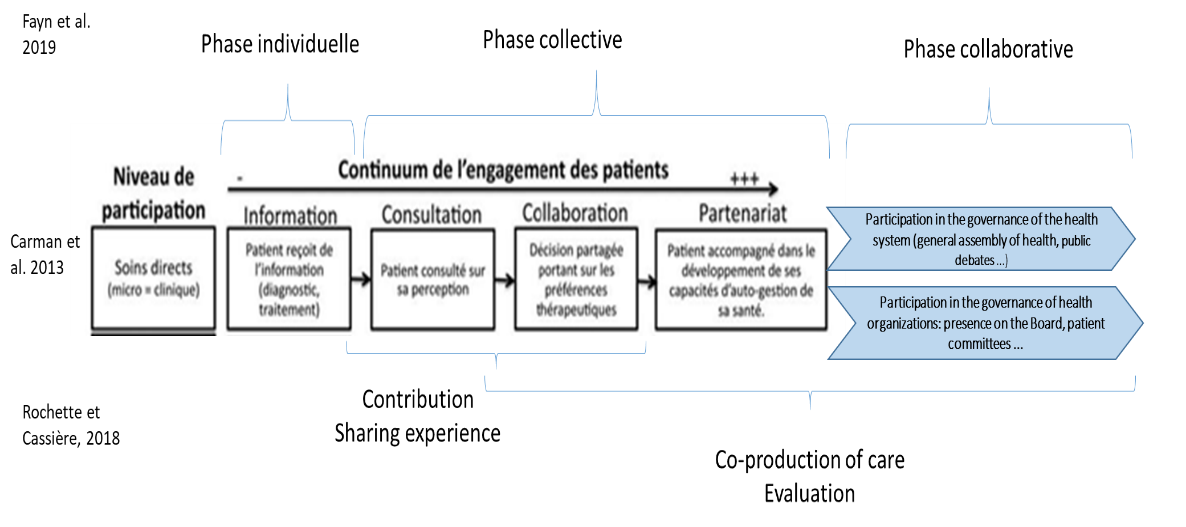 Fayn et al.
2019
Phase individuelle
Phase collective
Phase collaborative
Niveau de
participation
-
Continuum de l'engagement des patients
+++
Information
Consultation
Collaboration
Partenariat
Carman et
al. 2013
Soins directs
(micro = clinique)
Patient reçoit de
l'information
(diagnostic,
traitement)
Patient consulté sur
sa perception
Décision partagée
portant sur les
préférences
thérapeutiques
Patient accompagné dans le
développement de ses
capacités d'auto-gestion de
sa santé.
Participation in the governance of the health
system (general assembly of health, public
debates ...)
Participation in the governance of health
organizations: presence on the Board, patient
committees ...
Rochette et
Cassière, 2018
Contribution
Sharing experience
Co-production of care
Evaluation